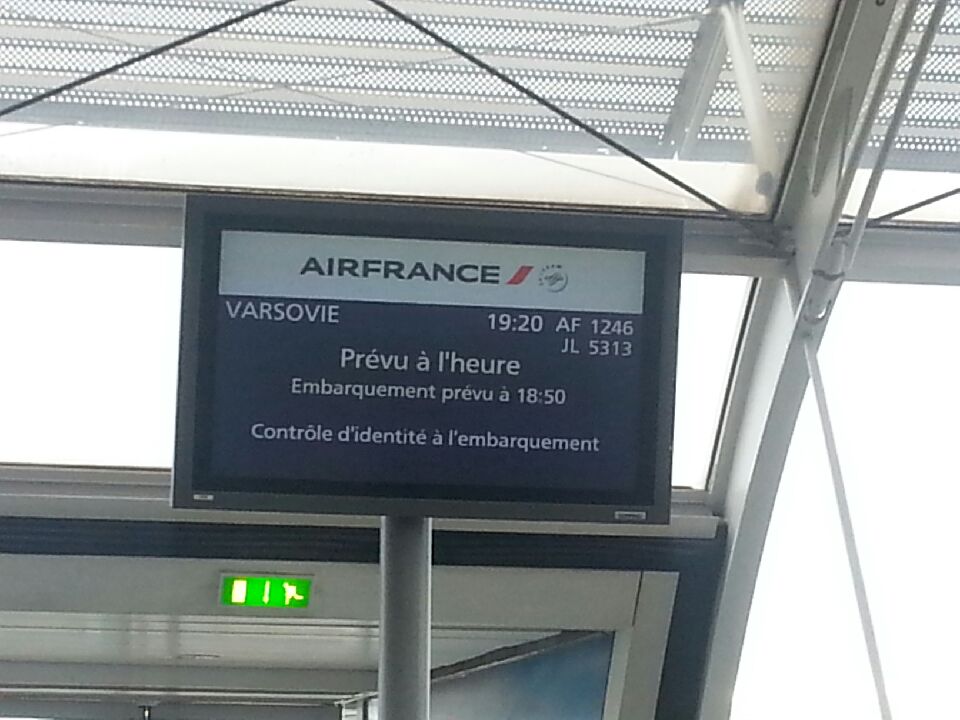 AIRFRANCE
VARSOVIE 19:20 AF 1246
JL 5313
Prévu à l'heure
Embarquement prévu à 18:50
Contrôle d'identité à l'embarquement